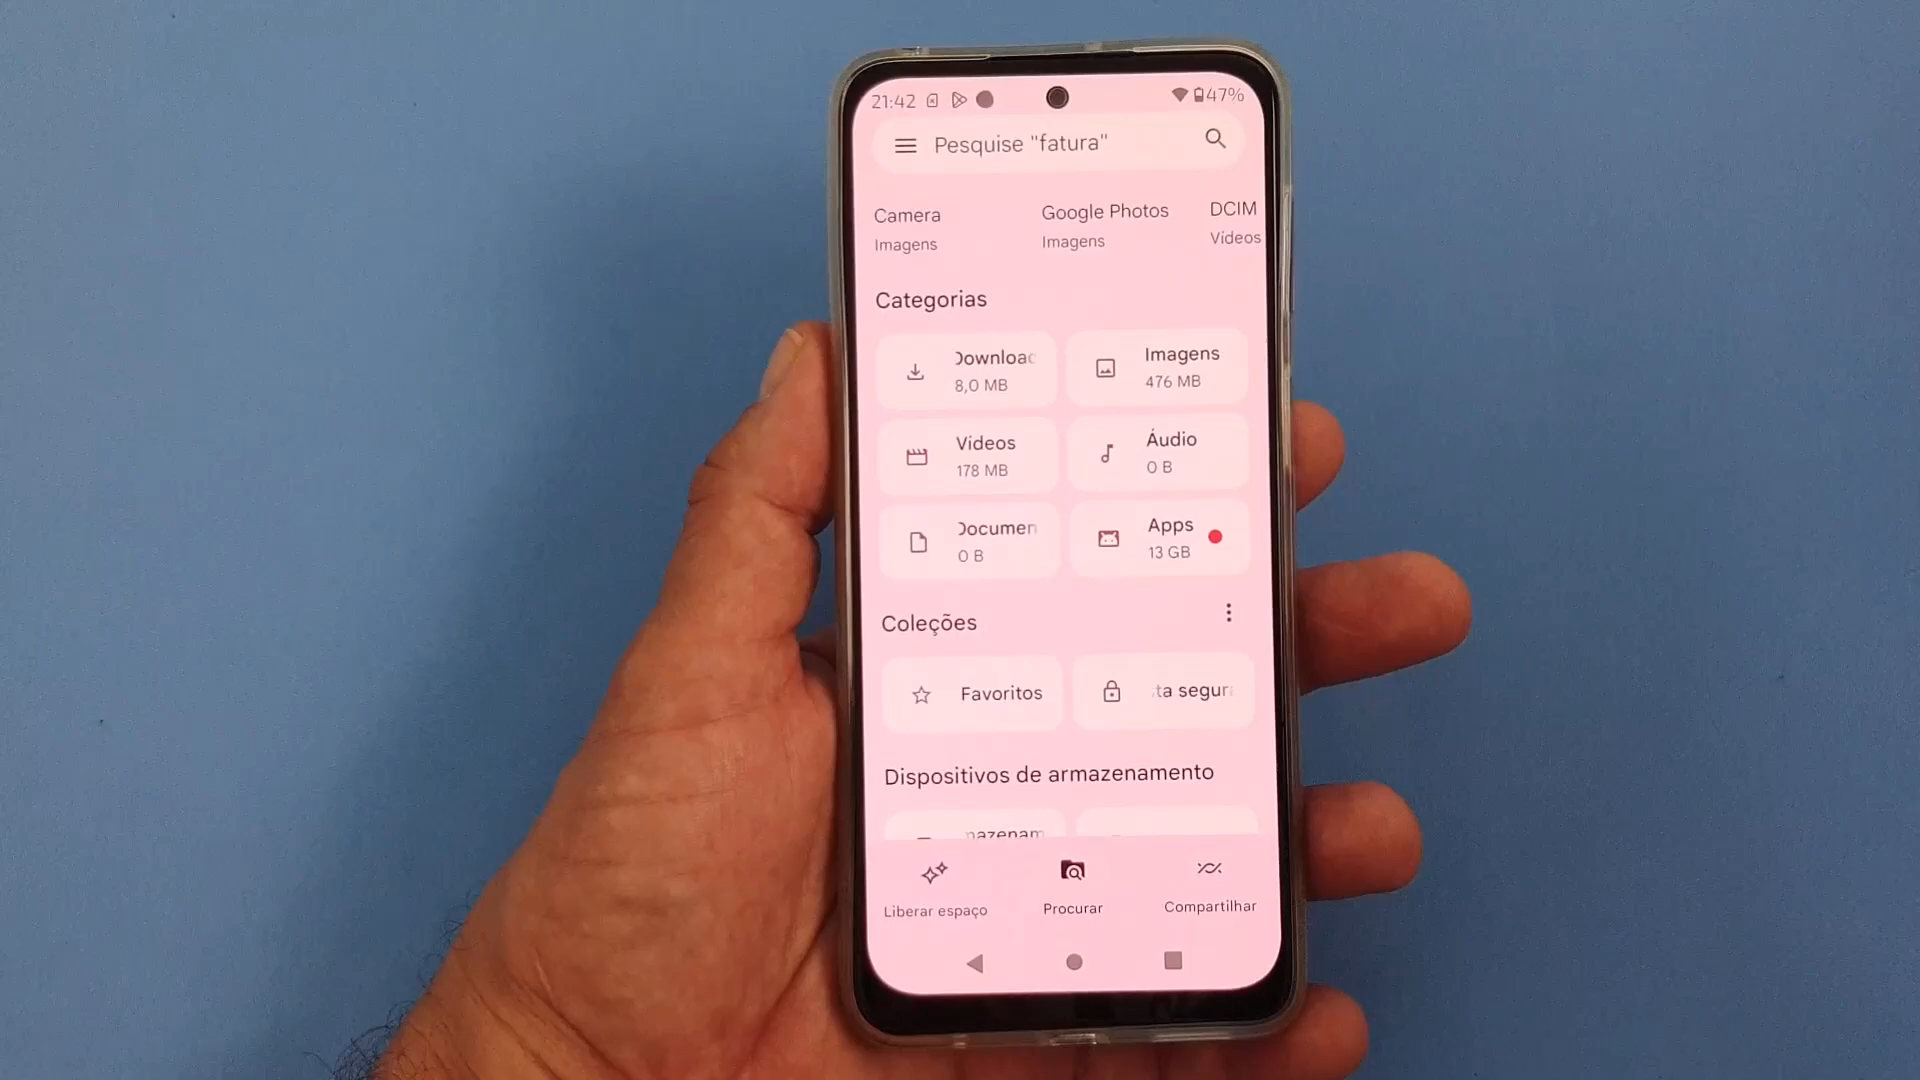 21:42 47%
Pesquise "fatura"
Camera Google Photos DCIM
Imagens Imagens Vídeos
Categorias
Downloac Imagens
8,0 MB 476 MB
Vídeos Áudio
178 MB 0 B
Documen Apps
0 B 13 GB
Coleções
Favoritos ta segura
Dispositivos de armazenamento
nazenam
Liberar espaço Procurar Compartilhar